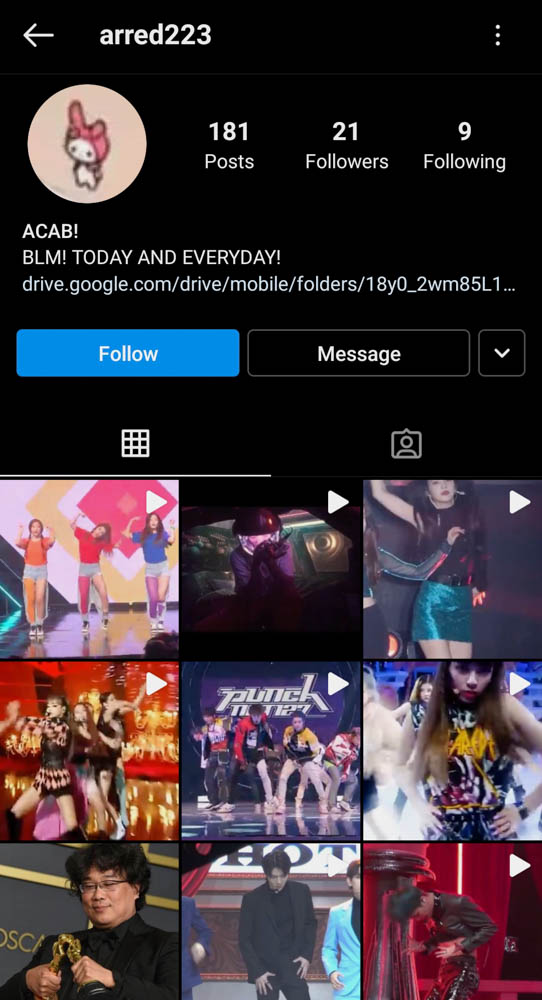 arred223
181
Posts
21
Followers
9
Following
ACAB!
BLM! TODAY AND EVERYDAY!
drive.google.com/drive/mobile/folders/18y0_2wm85L1...
Follow
Message
PUNCH
NCT127
OSCA
HOT